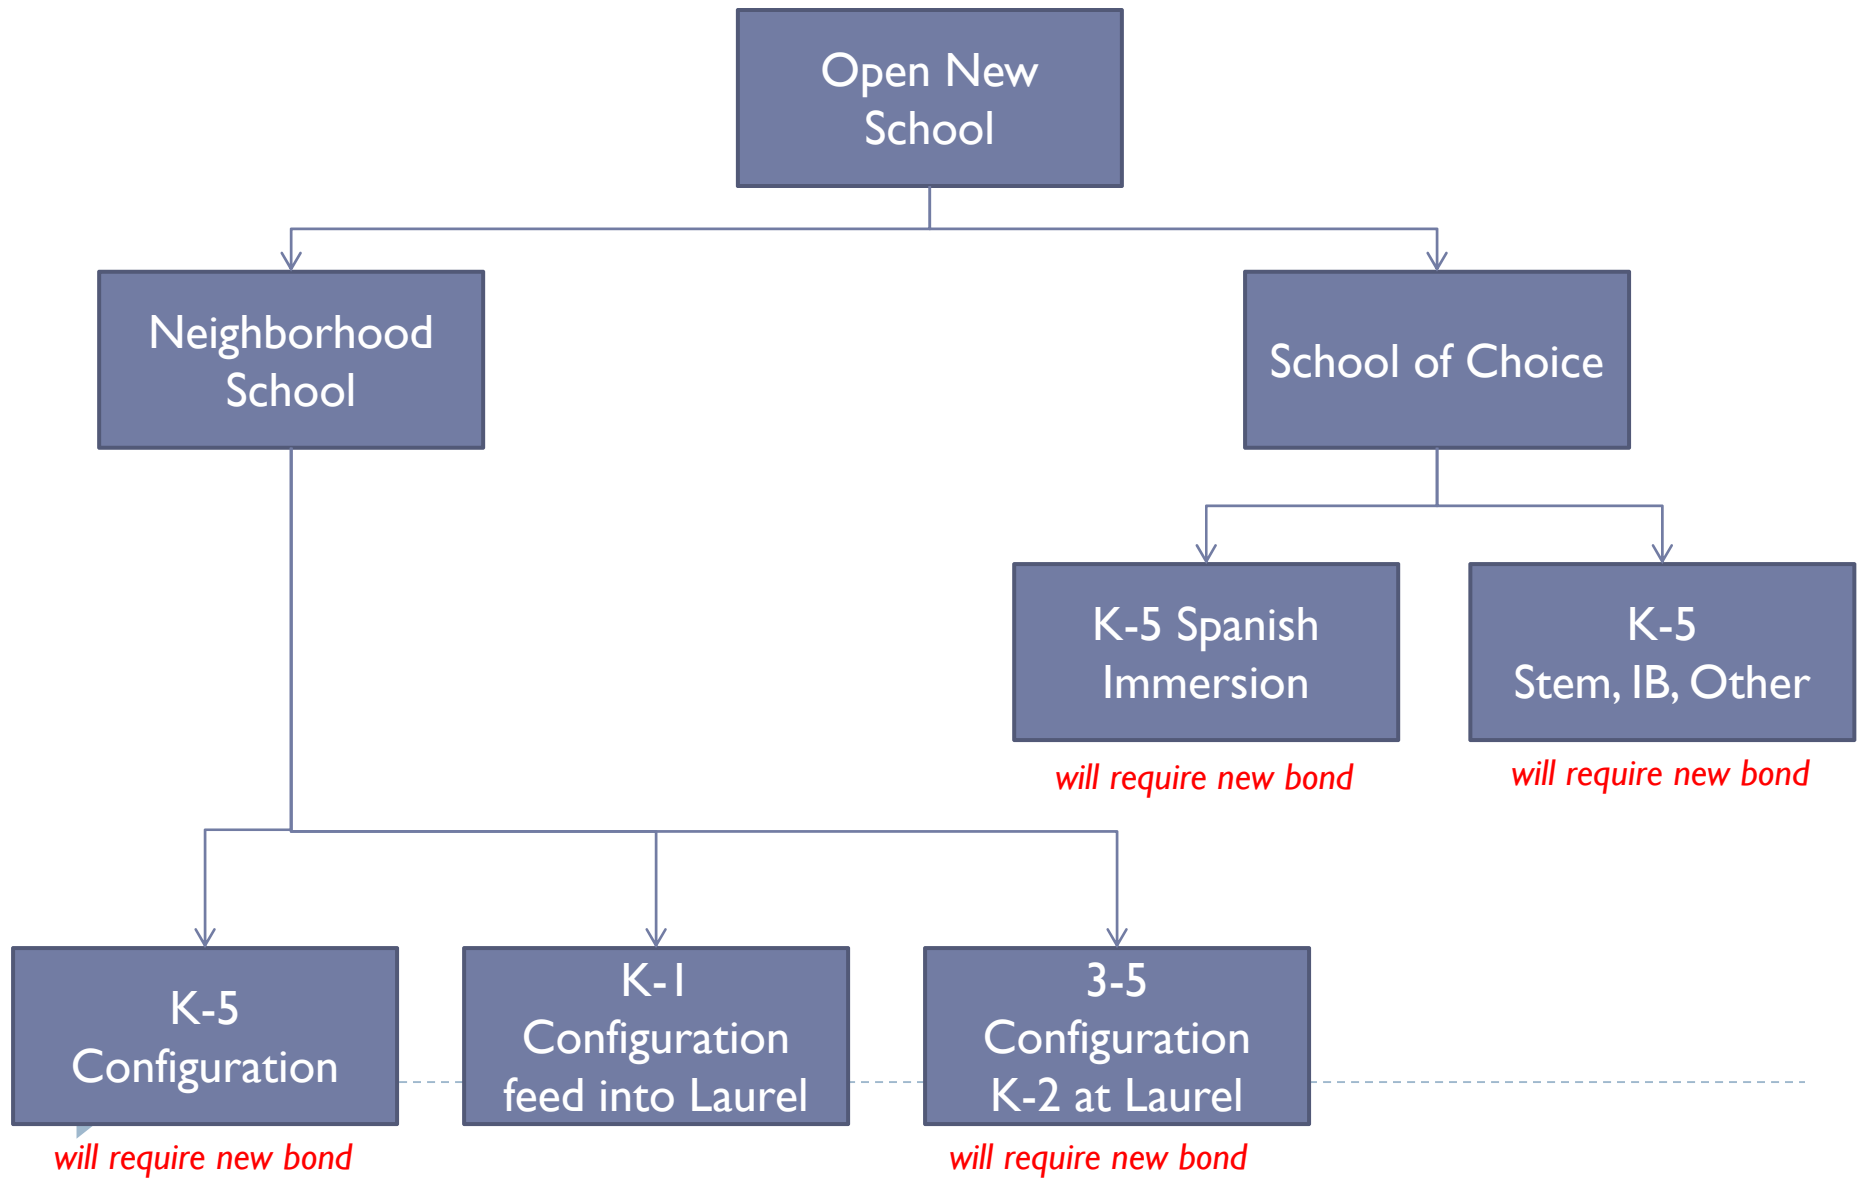 Open New
School
Neighborhood
School
School of Choice
K-5 Spanish
Immersion
K-5
Stem, IB, Other
will require new bond
will require new bond
K-5
Configuration
K-1
Configuration
feed into Laurel
3-5
Configuration
K-2 at Laurel
will require new bond
will require new bond